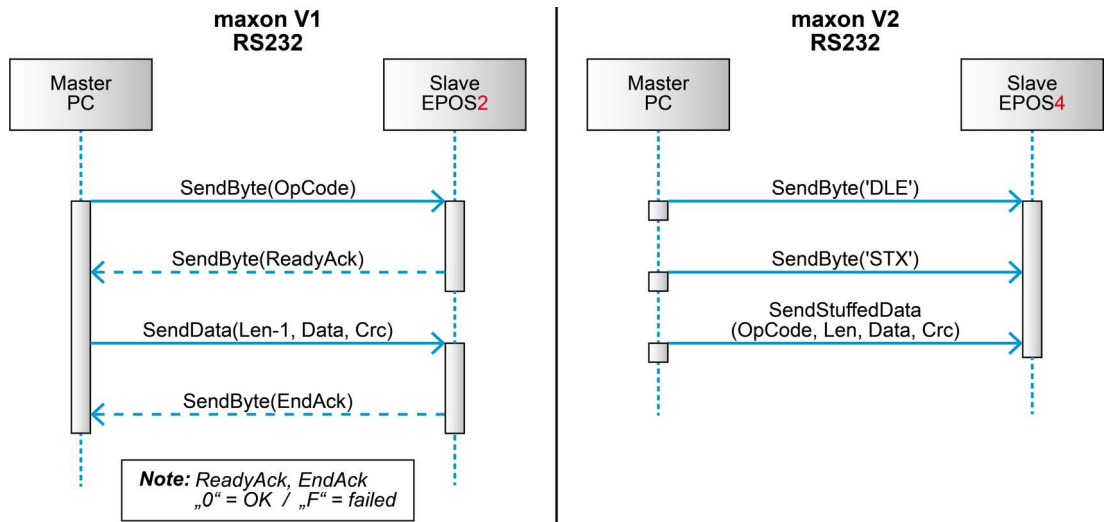 maxon V1
RS232
Master
PC
Slave
EPOS2
SendByte(OpCode)
SendByte(ReadyAck)
SendData(Len-1, Data, Crc)
SendByte(EndAck)
Note: ReadyAck, EndAck
„0“ = OK / „F“ = failed
maxon V2
RS232
Master
PC
Slave
EPOS4
SendByte('DLE')
SendByte('STX')
SendStuffedData
(OpCode, Len, Data, Crc)